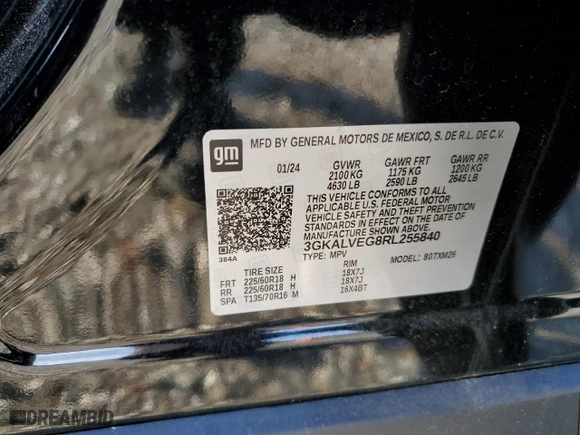 gm
MFD BY GENERAL MOTORS DE MEXICO, S. DE R.L. DE C.V.
01/24 GVWR GAWR FRT GAWR RR
2100 KG 1175 KG 1200 KG
4630 LB 2590 LB 2645 LB
THIS VEHICLE CONFORMS TO ALL
APPLICABLE U.S. FEDERAL MOTOR
VEHICLE SAFETY AND THEFT PREVENTION
STANDARDS IN EFFECT ON THE DATE OF
MANUFACTURE SHOWN ABOVE.
3GKALVEG8RL255840
TYPE: MPV MODEL: 80TXM26
384A
TIRE SIZE RIM
FRT 225/60R18 H 18X7J
RR 225/60R18 H 18X7J
SPA T135/70R16 M 16X4BT
DREAMBID